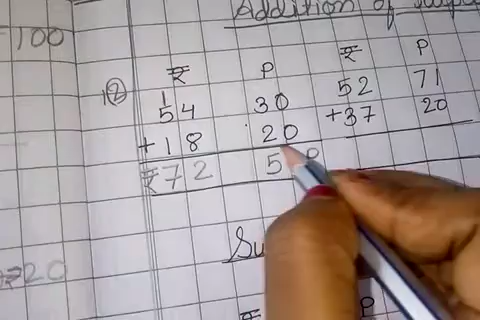 Addition of
100
₹ P ₹ P
12) 1
54 30 52 71
+18 20 +37 20
₹72 50
Su
₹20
P